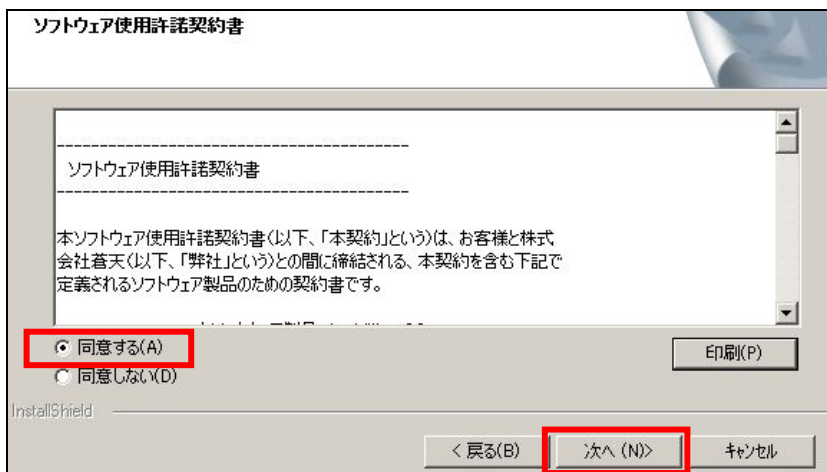 ソフトウェア使用許諾契約書
----------------------------------------
ソフトウェア使用許諾契約書
----------------------------------------
本ソフトウェア使用許諾契約書（以下、「本契約」という）は、お客様と株式
会社蒼天（以下、「弊社」という）との間に締結される、本契約を含む下記で
定義されるソフトウェア製品のための契約書です。
同意する(A)
印刷(P)
同意しない(D)
InstallShield
< 戻る(B)
次へ (N)>
キャンセル